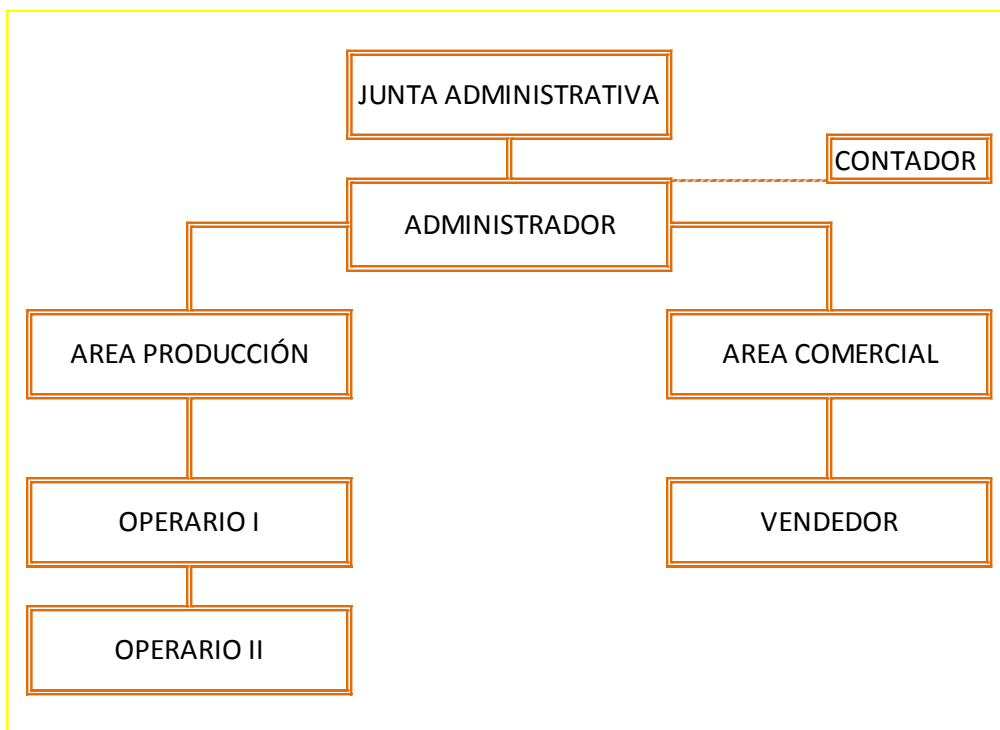 JUNTA ADMINISTRATIVA
CONTADOR
ADMINISTRADOR
AREA PRODUCCIÓN
AREA COMERCIAL
OPERARIO I
VENDEDOR
OPERARIO II